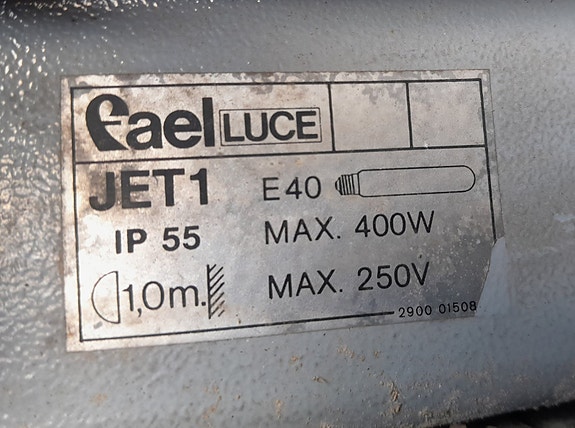 fael LUCE
JET1 E40
IP 55 MAX. 400W
1,0m. MAX. 250V
2900 01508